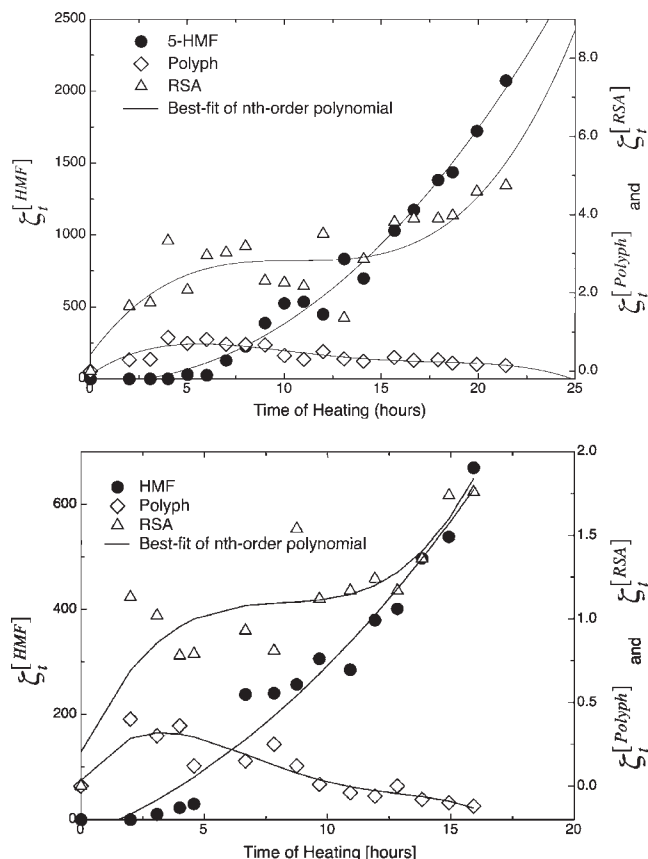 2500
2000
1500
1000
500
0
ζt[HMF]
5-HMF
Polyph
RSA
Best-fit of nth-order polynomial
8.0
6.0
4.0
2.0
0.0
ζt[Polyph] and ζt[RSA]
0 5 10 15 20 25
Time of Heating (hours)
600
400
200
0
ζt[HMF]
HMF
Polyph
RSA
Best-fit of nth-order polynomial
2.0
1.5
1.0
0.5
0.0
ζt[Polyph] and ζt[RSA]
0 5 10 15 20
Time of Heating [hours]